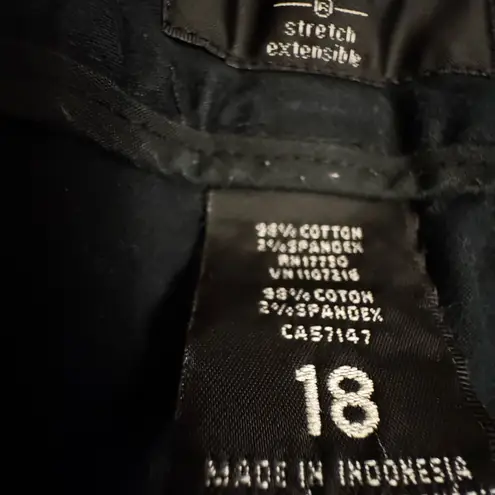 stretch
extensible
98% COTTON
2% SPANDEX
RN17730
VN1107216
98% COTON
2% SPANDEX
CA57147
18
MADE IN INDONESIA